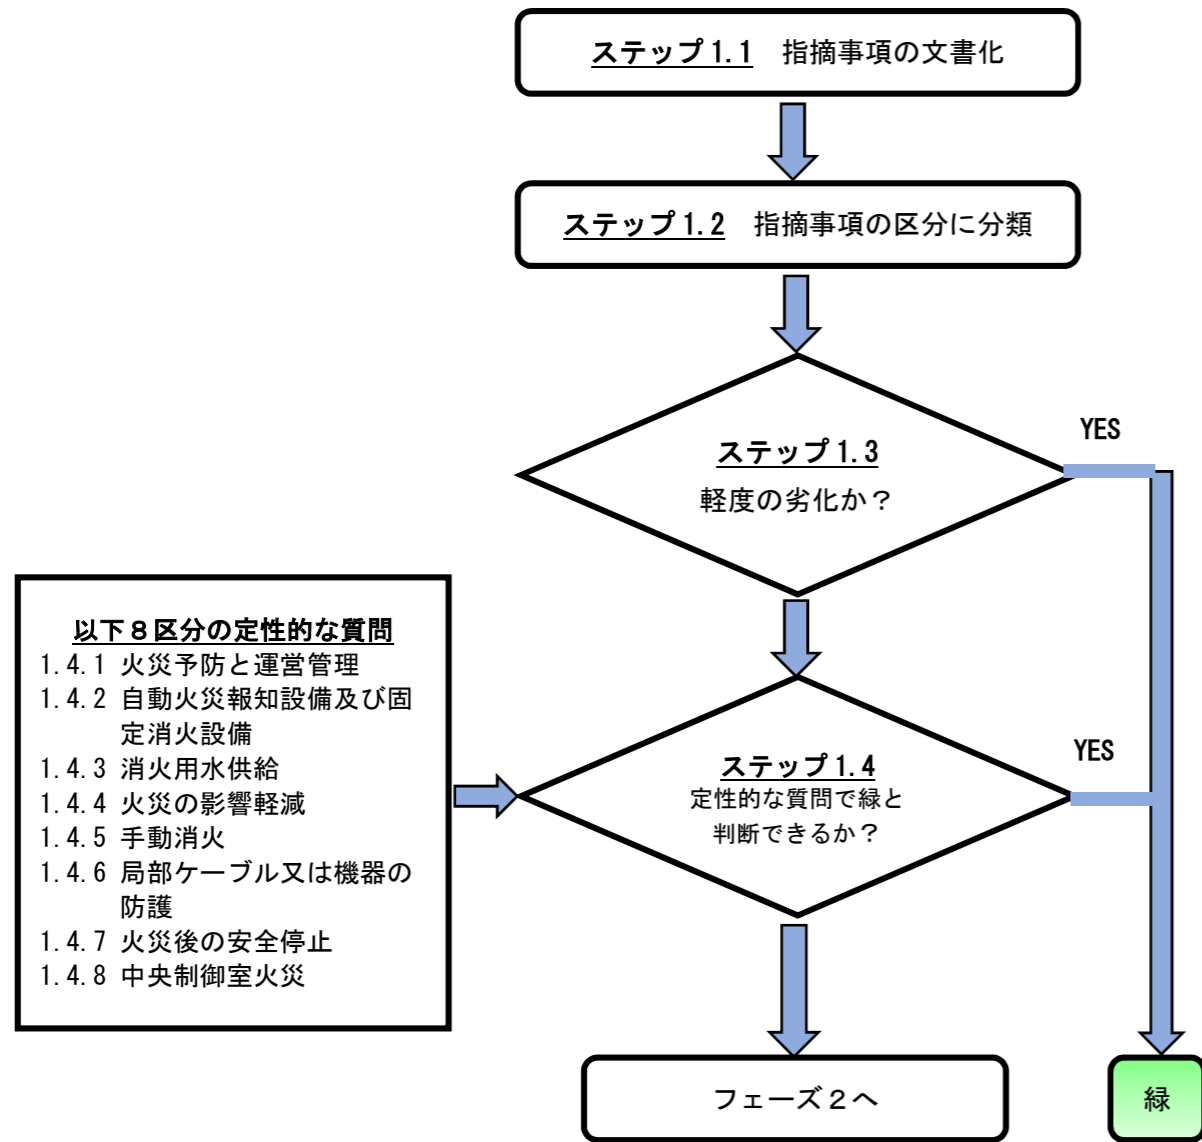 ステップ1.1 指摘事項の文書化
ステップ1.2 指摘事項の区分に分類
ステップ1.3
軽度の劣化か？
YES
以下８区分の定性的な質問
1.4.1 火災予防と運営管理
1.4.2 自動火災報知設備及び固
定消火設備
1.4.3 消火用水供給
1.4.4 火災の影響軽減
1.4.5 手動消火
1.4.6 局部ケーブル又は機器の
防護
1.4.7 火災後の安全停止
1.4.8 中央制御室火災
ステップ1.4
定性的な質問で緑と
判断できるか？
YES
フェーズ２へ
緑